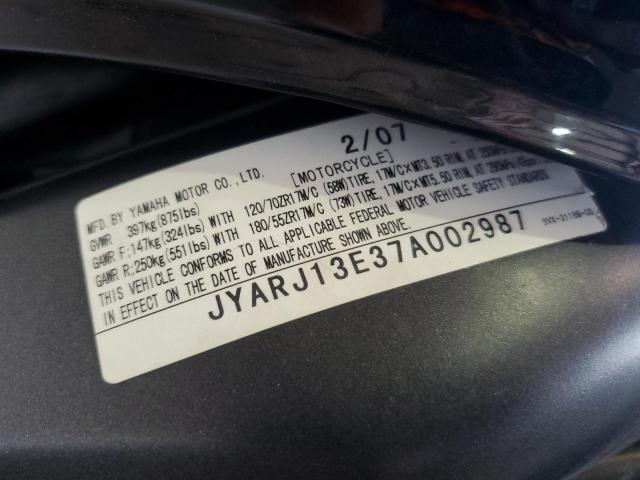 2/07
MFD.BY YAMAHA MOTOR CO.,LTD. [MOTORCYCLE]
GVWR 397kg(875lbs)
GAWR F;147kg(324lbs) WITH 120/70ZR17M/C (58W)TIRE, 17M/C×MT3.50 RIM, AT 250kPa
GAWR R;250kg(551lbs) WITH 180/55ZR17M/C (73W)TIRE, 17M/C×MT5.50 RIM, AT 290kPa
THIS VEHICLE CONFORMS TO ALL APPLICABLE FEDERAL MOTOR VEHICLE SAFETY STANDARDS
IN EFFECT ON THE DATE OF MANUFACTURE SHOWN ABOVE.
JYARJ13E37A002987